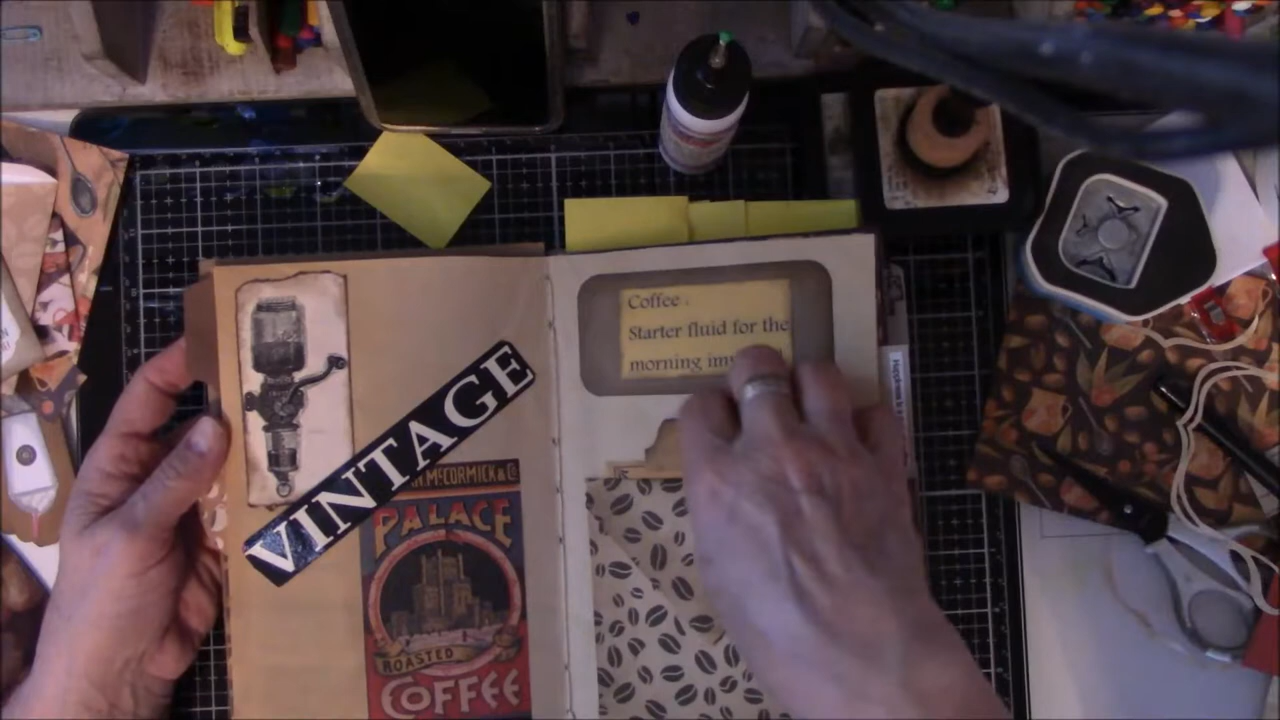 VINTAGE
McCORMICK & Co.
PALACE
ROASTED
COFFEE
Coffee .
Starter fluid for the
morning